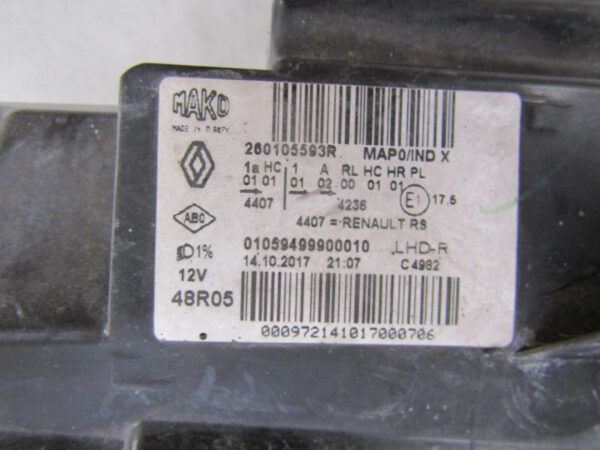 MAKO
MADE IN TURKEY
260105593R MAP0/IND X
1a HC 1 A RL HC HR PL
01 01 01 02 00 01 01
4407 4236 E1 17.5
4407 = RENAULT RS
ABO
01059499900010 LHD-R
1%
14.10.2017 21:07 C4982
12V
48R05
000972141017000706